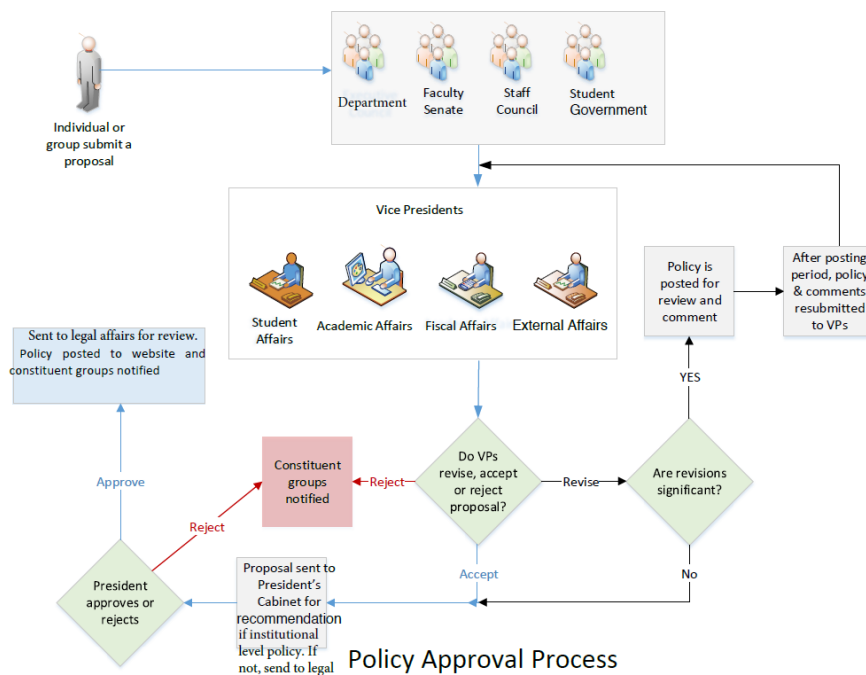 Individual or
group submit a
proposal
Department
Faculty
Senate
Staff
Council
Student
Government
Vice Presidents
Student
Affairs
Academic Affairs
Fiscal Affairs
External Affairs
Policy is
posted for
review and
comment
After posting
period, policy
& comments
resubmitted
to VPs
Sent to legal affairs for review.
Policy posted to website and
constituent groups notified
YES
Approve
Constituent
groups
notified
Reject
Do VPs
revise, accept
or reject
proposal?
Revise
Are revisions
significant?
Reject
Accept
No
President
approves or
rejects
Proposal sent to
President's
Cabinet for
recommendation
if institutional
level policy. If
not, send to legal
Policy Approval Process